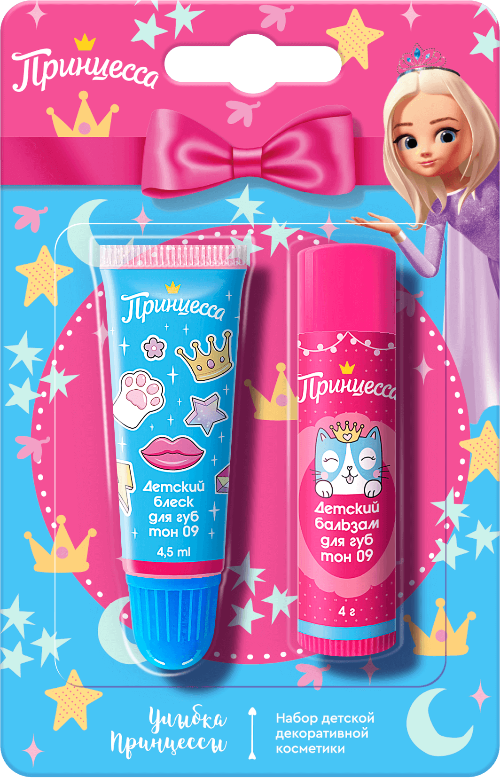 Принцесса
Принцесса
Детский
блеск
для губ
тон 09
4,5 ml
Принцесса
Детский
бальзам
для губ
тон 09
4 г
Улыбка
Принцессы
Набор детской
декоративной
косметики